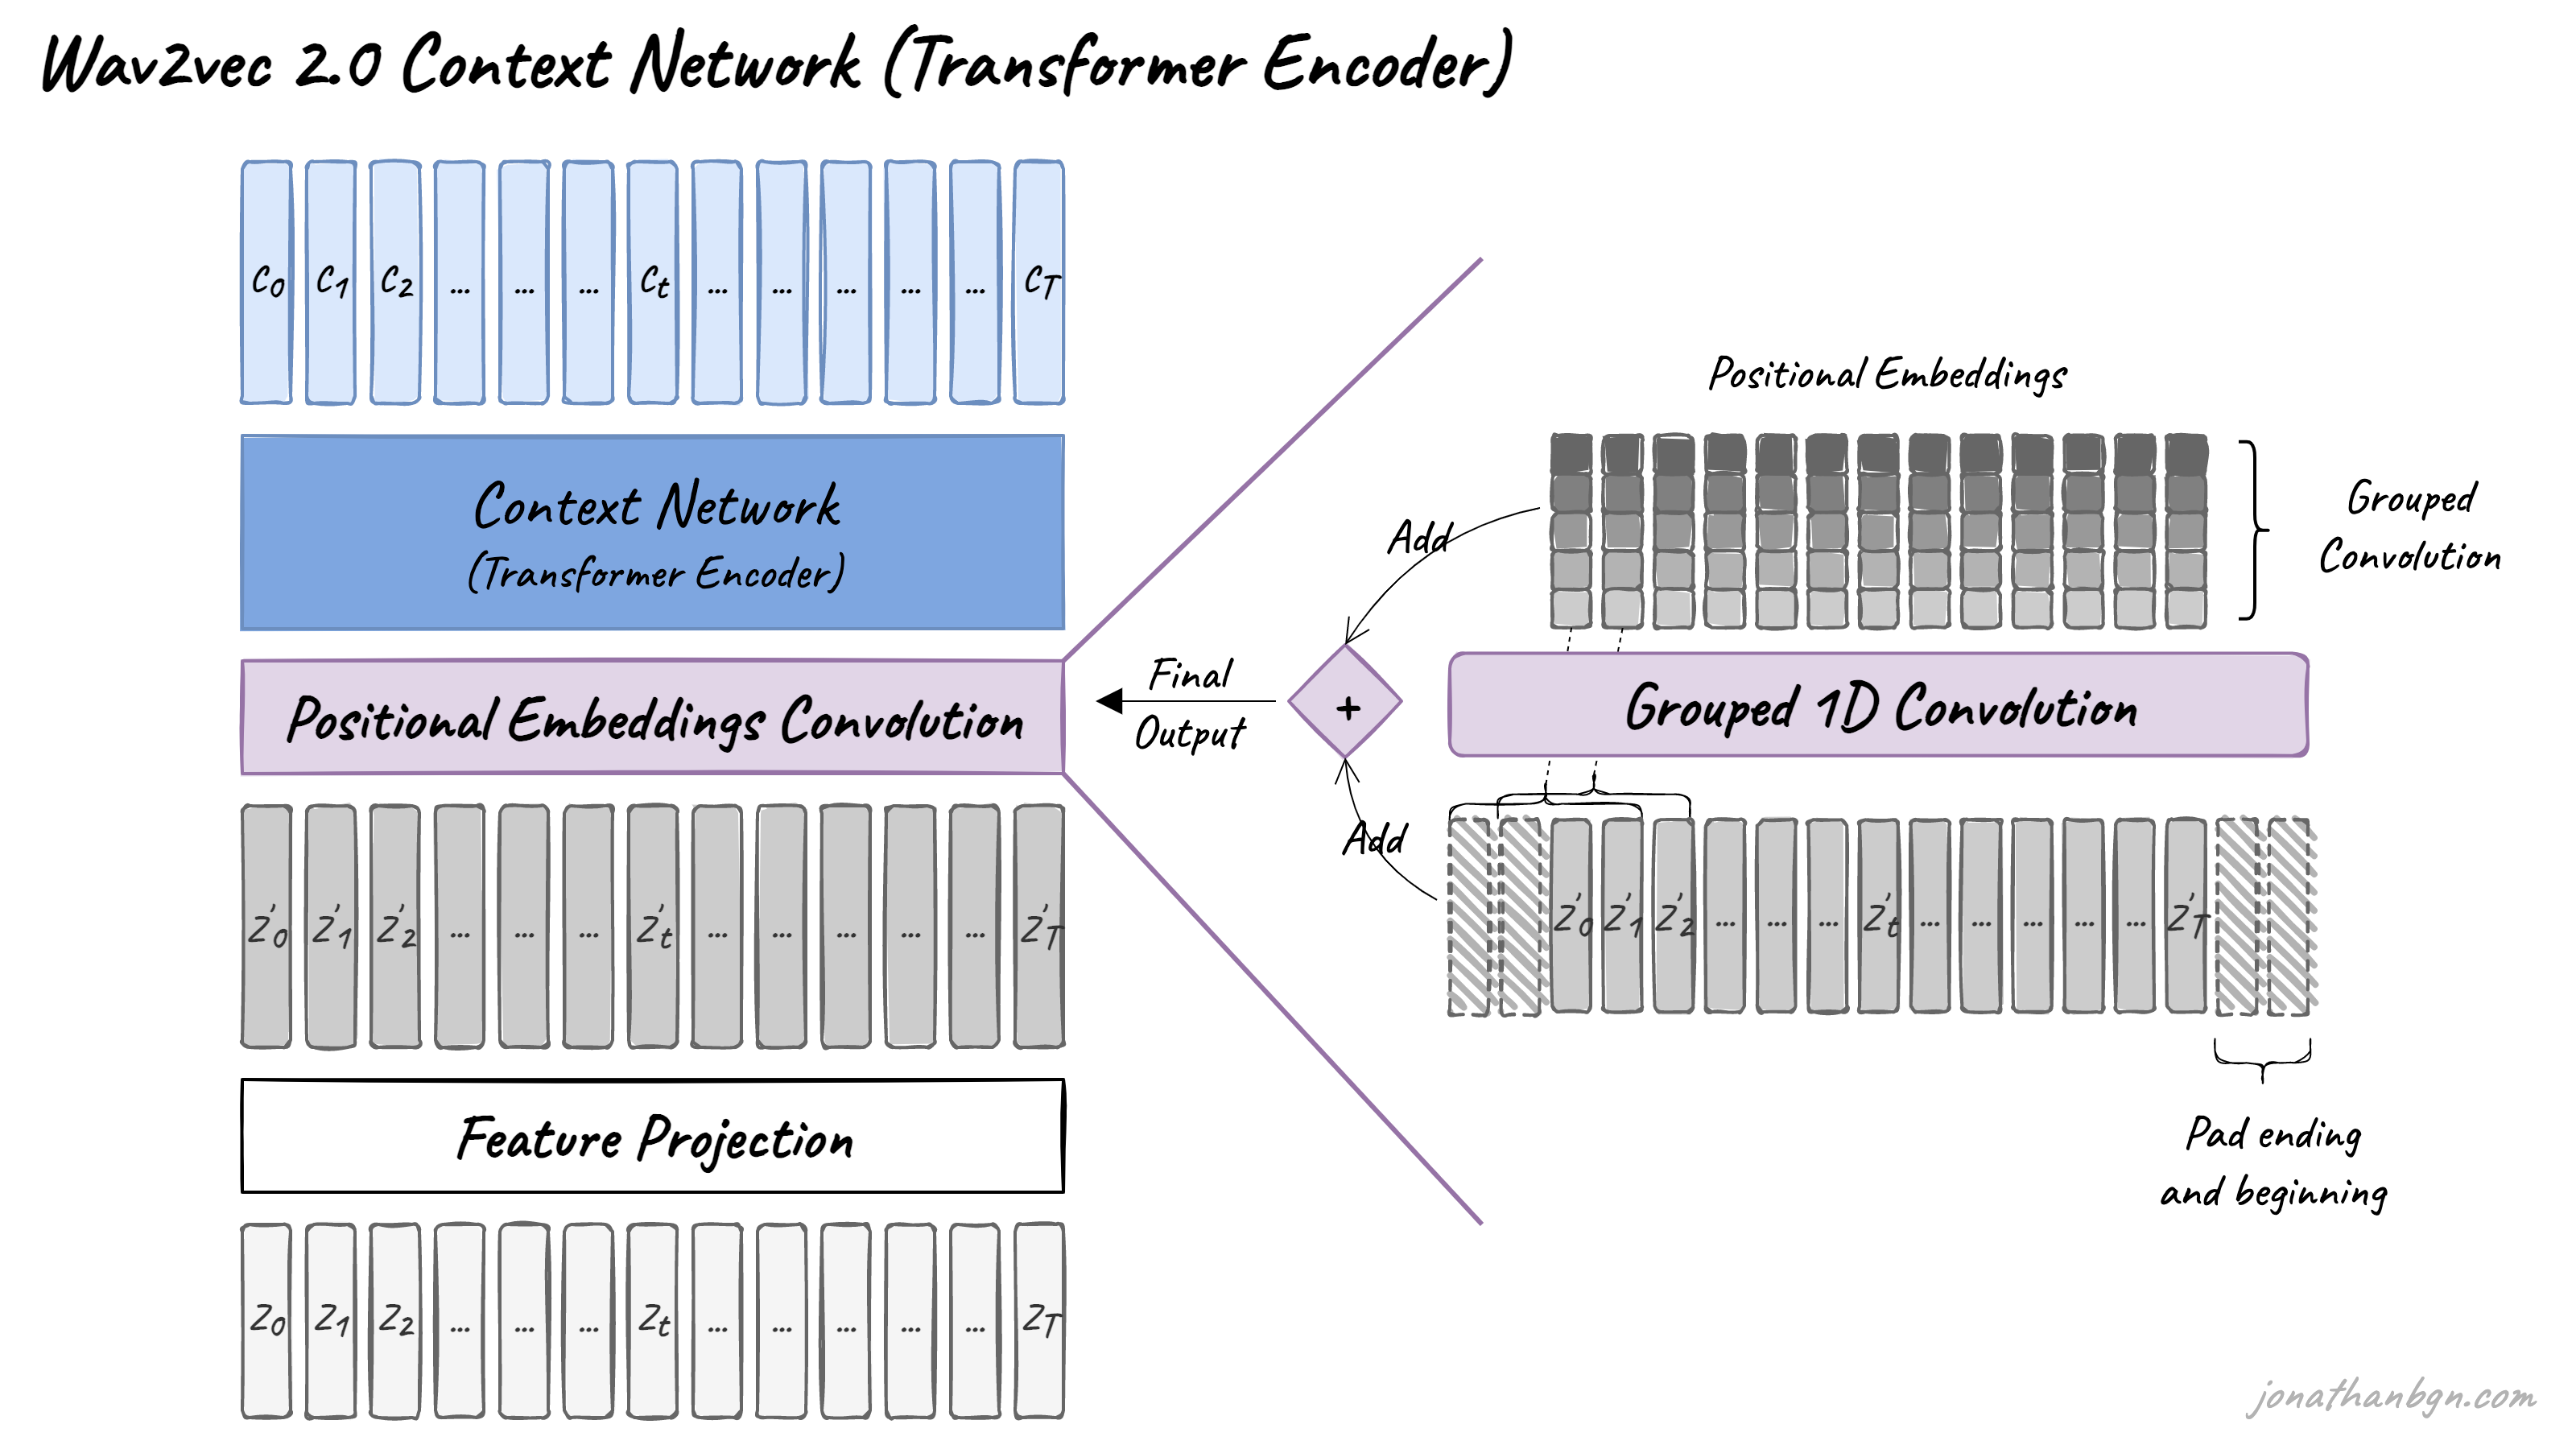 Wav2vec 2.0 Context Network (Transformer Encoder)
C0 C1 C2 ... ... ... Ct ... ... ... ... ... CT
Context Network
(Transformer Encoder)
Positional Embeddings Convolution
Z'0 Z'1 Z'2 ... ... ... Z't ... ... ... ... ... Z'T
Feature Projection
Z0 Z1 Z2 ... ... ... Zt ... ... ... ... ... ZT
Positional Embeddings
Grouped
Convolution
Add
Final
Output
+
Grouped 1D Convolution
Add
Z'0 Z'1 Z'2 ... ... ... Z't ... ... ... ... ... Z'T
Pad ending
and beginning
jonathanbgn.com